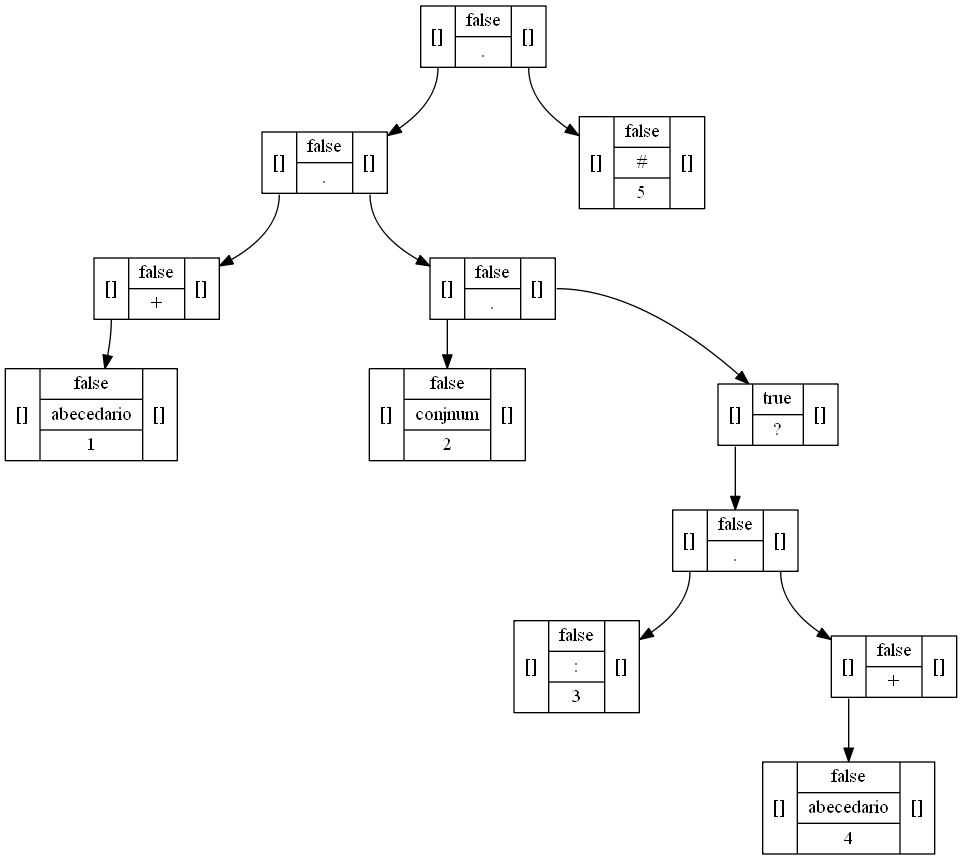 [] false []
.
[] false []
.
[] false []
#
5
[] false []
+
[] false []
.
[] false []
abecedario
1
[] false []
conjnum
2
[] true []
?
[] false []
.
[] false []
:
3
[] false []
+
[] false []
abecedario
4